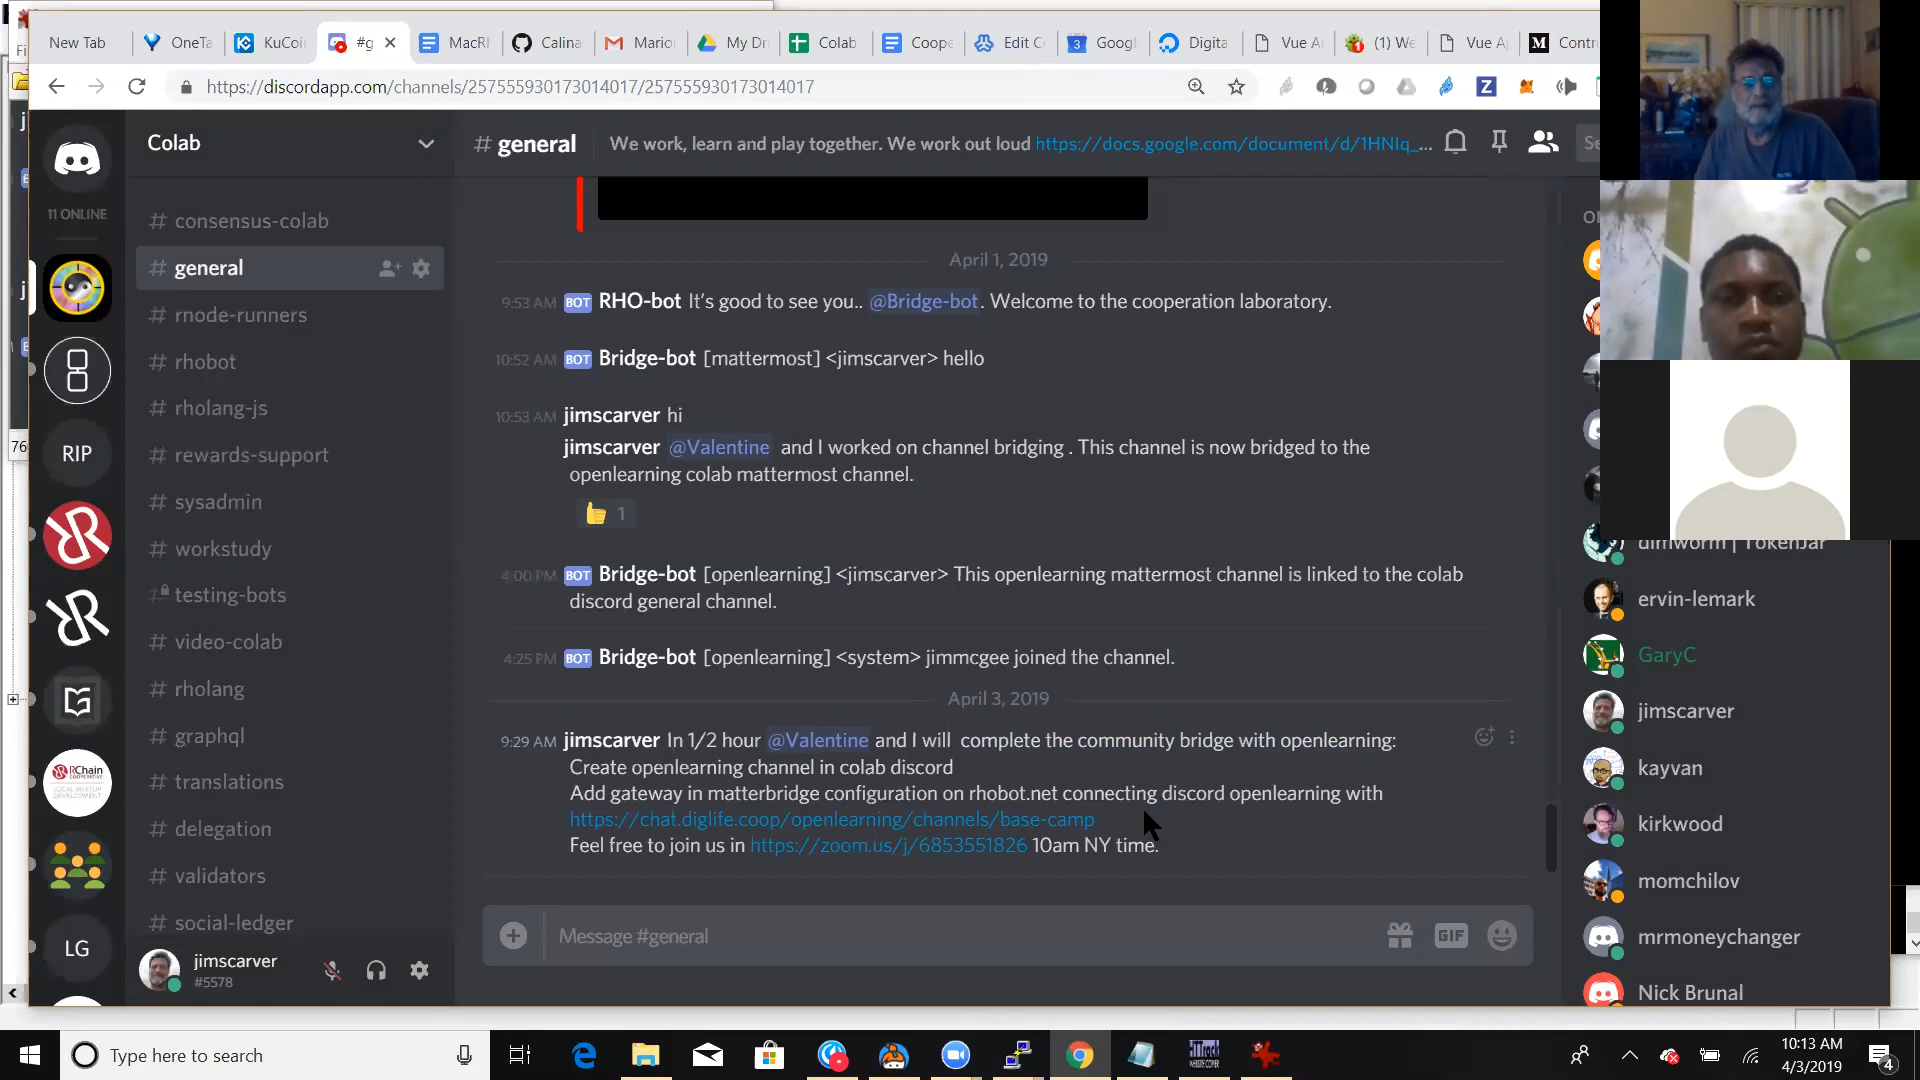 New Tab
OneTa
KuCoi
#g
MacRl
Calina
Mario
My Dr
Colab
Coope
Edit C
3
Googl
Digita
Vue A
(1) We
Vue A
M
Contr
https://discordapp.com/channels/257555930173014017/257555930173014017
Z
Colab
# general
We work, learn and play together. We work out loud https://docs.google.com/document/d/1HNIq_...
Se
11 ONLINE
RIP
LG
76
# consensus-colab
# general
# rnode-runners
# rhobot
# rholang-js
# rewards-support
# sysadmin
# workstudy
testing-bots
# video-colab
# rholang
# graphql
# translations
# delegation
# validators
# social-ledger
RChain
COOPERATIVE
jimscarver
#5578
April 1, 2019
9:53 AM BOT RHO-bot It's good to see you.. @Bridge-bot. Welcome to the cooperation laboratory.
10:52 AM BOT Bridge-bot [mattermost] <jimscarver> hello
10:53 AM jimscarver hi
jimscarver @Valentine and I worked on channel bridging . This channel is now bridged to the
openlearning colab mattermost channel.
1
4:00 PM BOT Bridge-bot [openlearning] <jimscarver> This openlearning mattermost channel is linked to the colab
discord general channel.
4:25 PM BOT Bridge-bot [openlearning] <system> jimmcgee joined the channel.
April 3, 2019
9:29 AM jimscarver In 1/2 hour @Valentine and I will complete the community bridge with openlearning:
Create openlearning channel in colab discord
Add gateway in matterbridge configuration on rhobot.net connecting discord openlearning with
https://chat.diglife.coop/openlearning/channels/base-camp
Feel free to join us in https://zoom.us/j/6853551826 10am NY time.
Message #general
GIF
dimworm | TokenJar
ervin-lemark
GaryC
jimscarver
kayvan
kirkwood
momchilov
mrmoneychanger
Nick Brunal
Type here to search
10:13 AM
4/3/2019
4